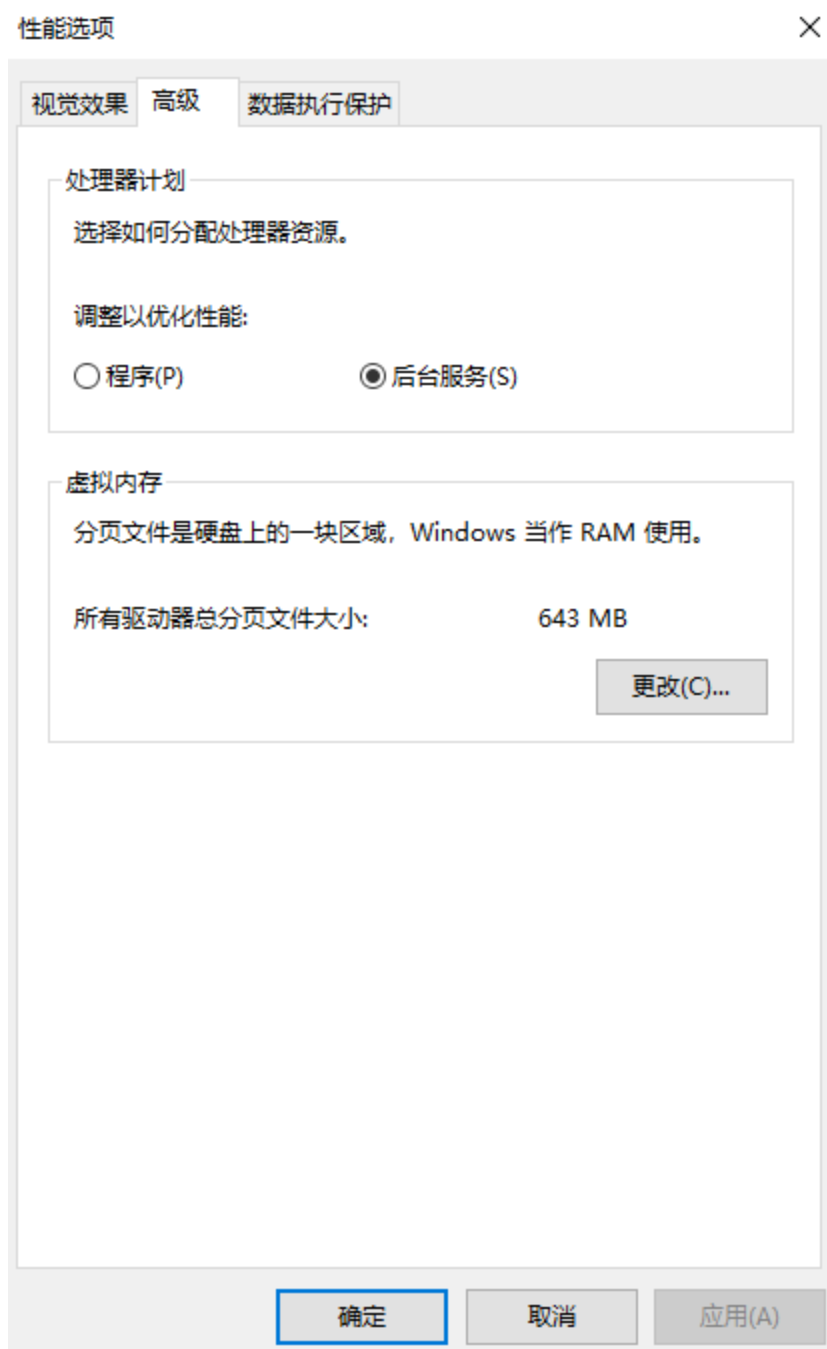 性能选项
视觉效果 高级 数据执行保护
处理器计划
选择如何分配处理器资源。
调整以优化性能:
程序(P) 后台服务(S)
虚拟内存
分页文件是硬盘上的一块区域，Windows 当作 RAM 使用。
所有驱动器总分页文件大小: 643 MB
更改(C)...
确定 取消 应用(A)